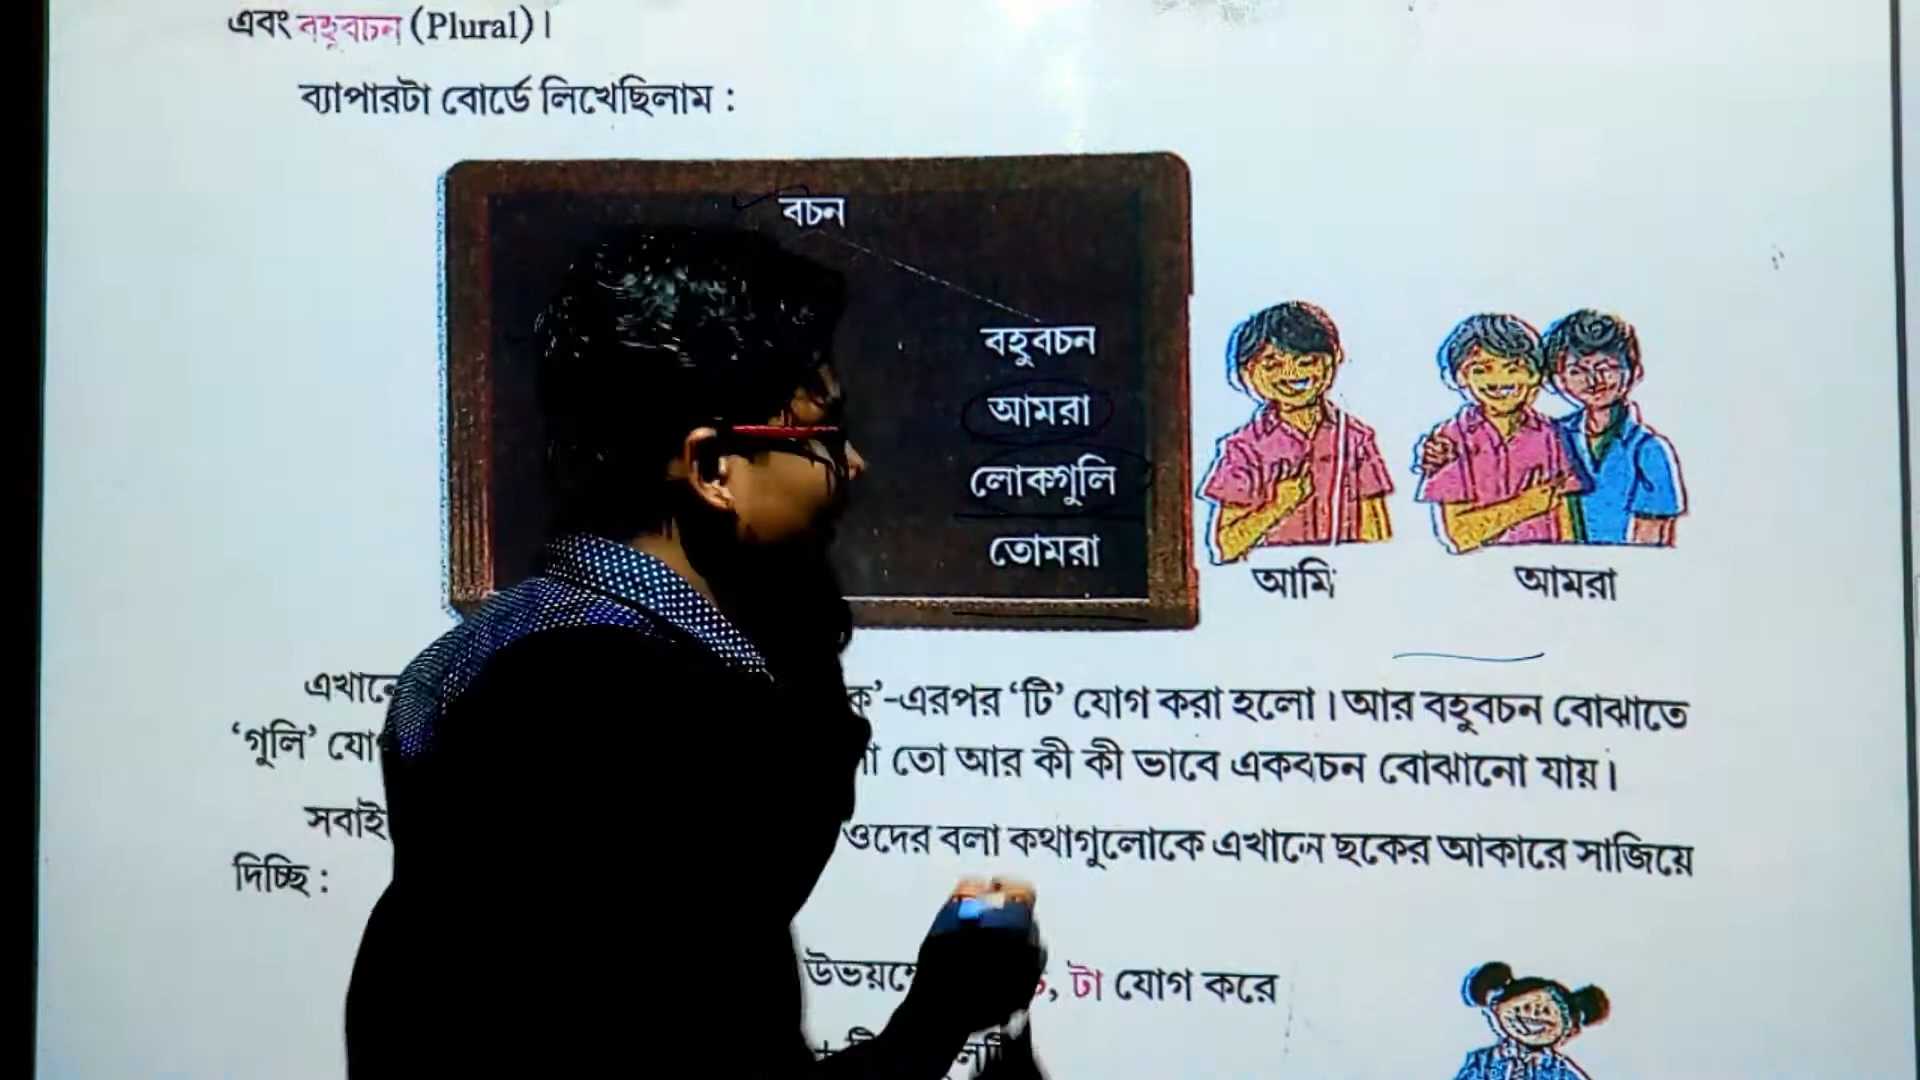 এবং বহুবচন (Plural)।
ব্যাপারটা বোর্ডে লিখেছিলাম :
বচন
বহুবচন
আমরা
লোকগুলি
তোমরা
আমি
আমরা
-এরপর ‘টি’ যোগ করা হলো। আর বহুবচন বোঝাতে
‘গুলি’ তো আর কী কী ভাবে একবচন বোঝানো যায়।
সবাই ওদের বলা কথাগুলোকে এখানে ছকের আকারে সাজিয়ে
দিচ্ছি :
টা যোগ করে